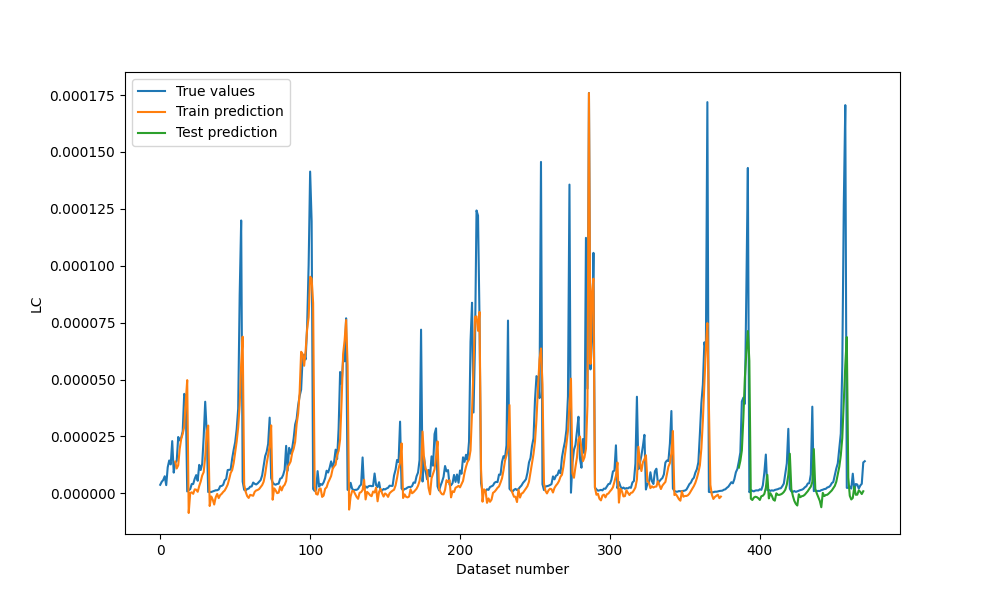 True values
Train prediction
Test prediction
0.000175
0.000150
0.000125
0.000100
0.000075
0.000050
0.000025
0.000000
LC
0 100 200 300 400
Dataset number